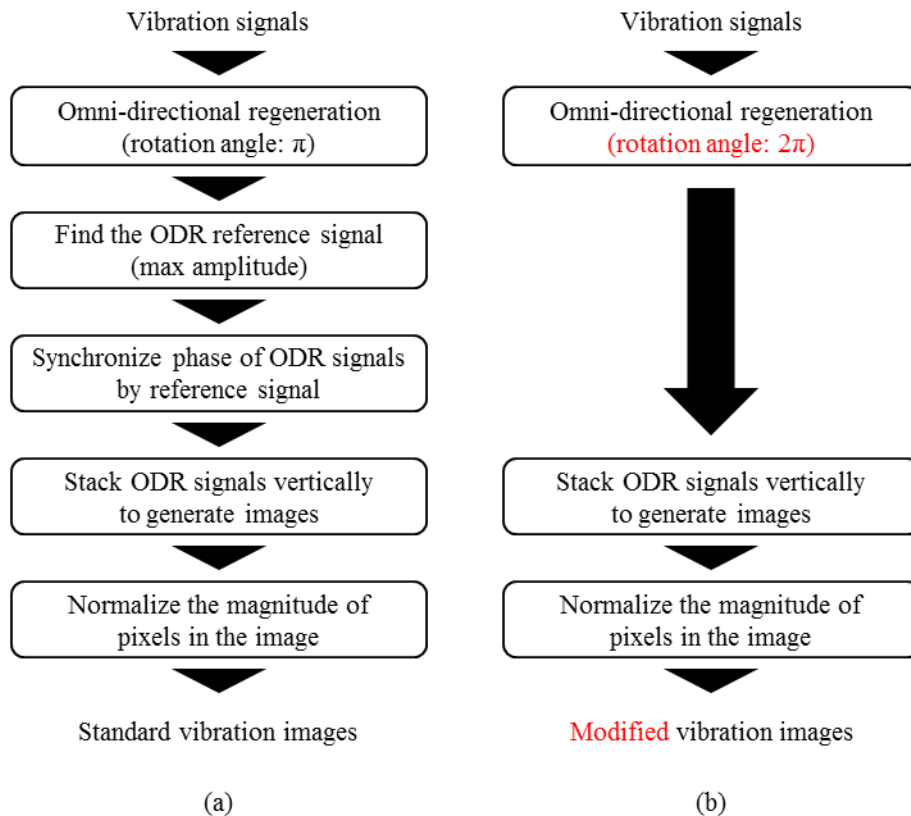 Vibration signals
Omni-directional regeneration
(rotation angle: π)
Find the ODR reference signal
(max amplitude)
Synchronize phase of ODR signals
by reference signal
Stack ODR signals vertically
to generate images
Normalize the magnitude of
pixels in the image
Standard vibration images
(a)
Vibration signals
Omni-directional regeneration
(rotation angle: 2π)
Stack ODR signals vertically
to generate images
Normalize the magnitude of
pixels in the image
Modified vibration images
(b)